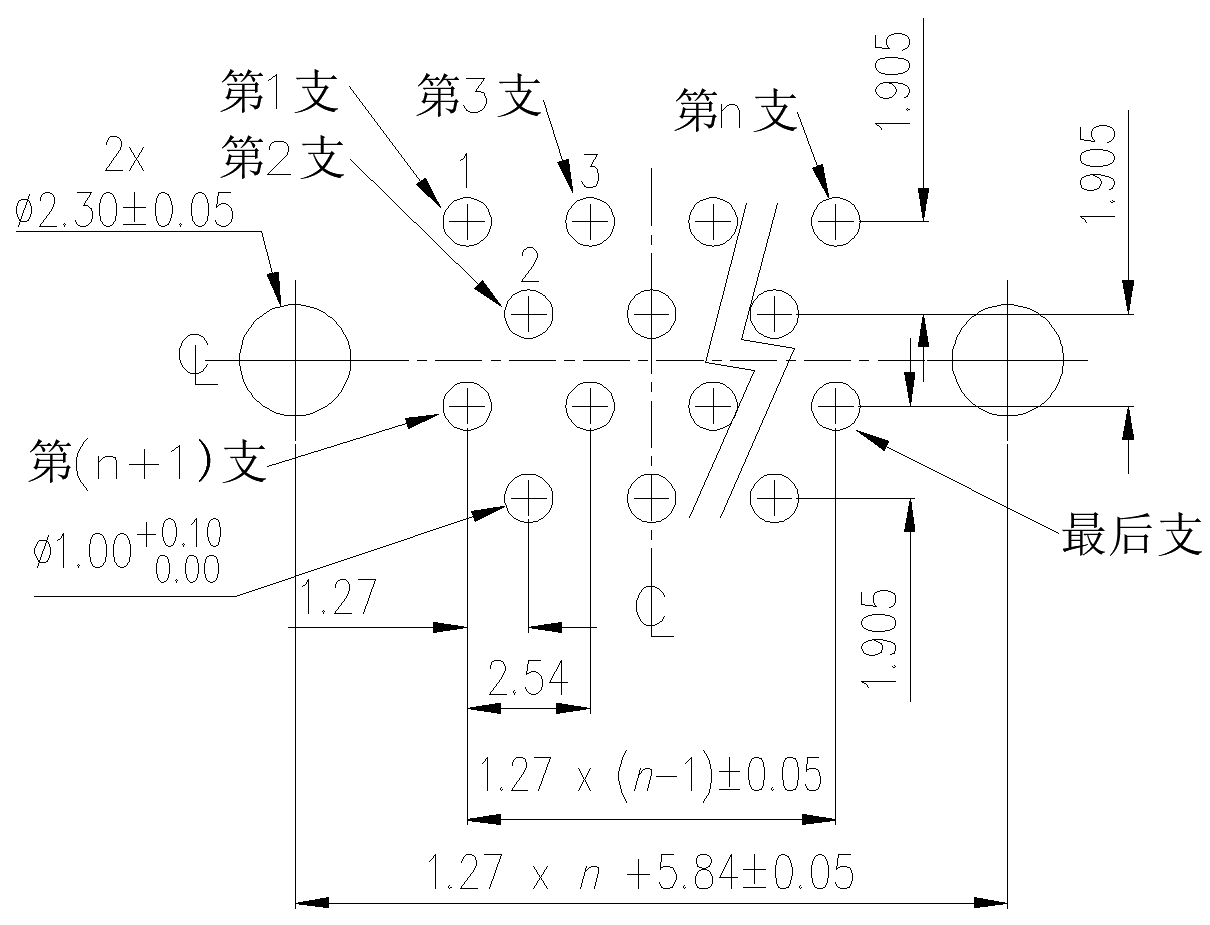 第1支
第3支
第n支
1.905
2x
第2支
1
3
1.905
ø2.30±0.05
2
℄
第(n+1)支
最后支
ø1.00+0.10
0.00
1.27
℄
1.905
2.54
1.27 x (n-1)±0.05
1.27 x n +5.84±0.05